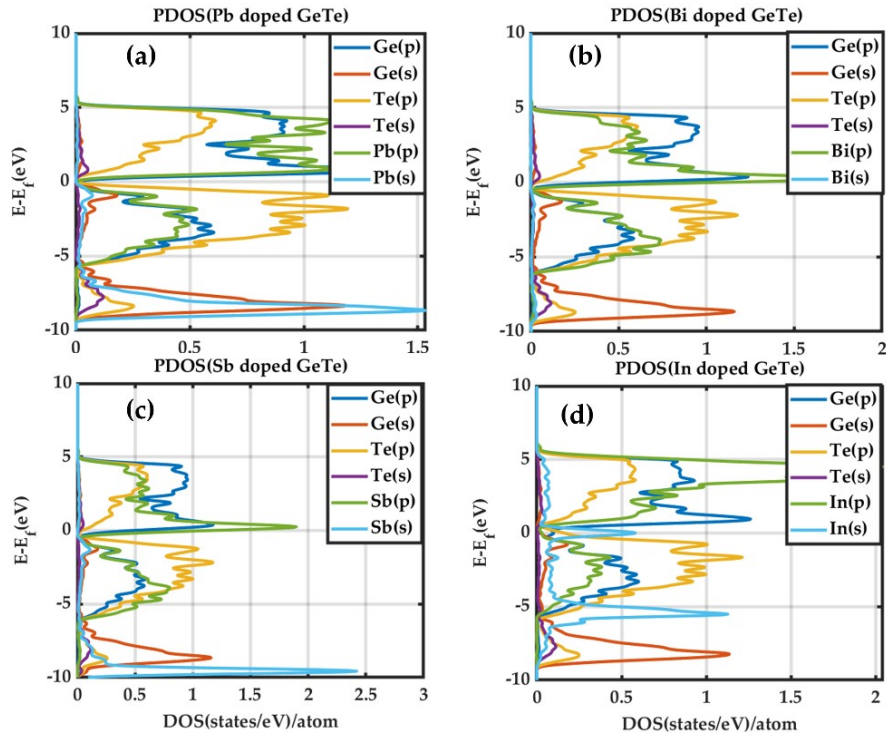 PDOS(Pb doped GeTe)
(a)
Ge(p)
Ge(s)
Te(p)
Te(s)
Pb(p)
Pb(s)
E-E_f(eV)
10
5
0
-5
-10
0
0.5
1
1.5
PDOS(Bi doped GeTe)
(b)
Ge(p)
Ge(s)
Te(p)
Te(s)
Bi(p)
Bi(s)
E-E_f(eV)
10
5
0
-5
-10
0
0.5
1
1.5
2
PDOS(Sb doped GeTe)
(c)
Ge(p)
Ge(s)
Te(p)
Te(s)
Sb(p)
Sb(s)
E-E_f(eV)
10
5
0
-5
-10
0
0.5
1
1.5
2
2.5
3
DOS(states/eV)/atom
PDOS(In doped GeTe)
(d)
Ge(p)
Ge(s)
Te(p)
Te(s)
In(p)
In(s)
E-E_f(eV)
10
5
0
-5
-10
0
0.5
1
1.5
2
DOS(states/eV)/atom